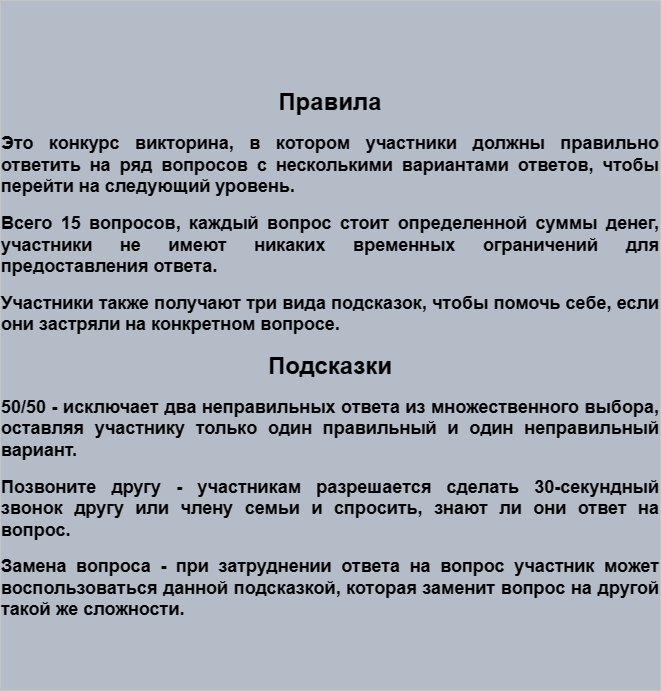 Правила
Это конкурс викторина, в котором участники должны правильно
ответить на ряд вопросов с несколькими вариантами ответов, чтобы
перейти на следующий уровень.
Всего 15 вопросов, каждый вопрос стоит определенной суммы денег,
участники не имеют никаких временных ограничений для
предоставления ответа.
Участники также получают три вида подсказок, чтобы помочь себе, если
они застряли на конкретном вопросе.
Подсказки
50/50 - исключает два неправильных ответа из множественного выбора,
оставляя участнику только один правильный и один неправильный
вариант.
Позвоните другу - участникам разрешается сделать 30-секундный
звонок другу или члену семьи и спросить, знают ли они ответ на
вопрос.
Замена вопроса - при затруднении ответа на вопрос участник может
воспользоваться данной подсказкой, которая заменит вопрос на другой
такой же сложности.